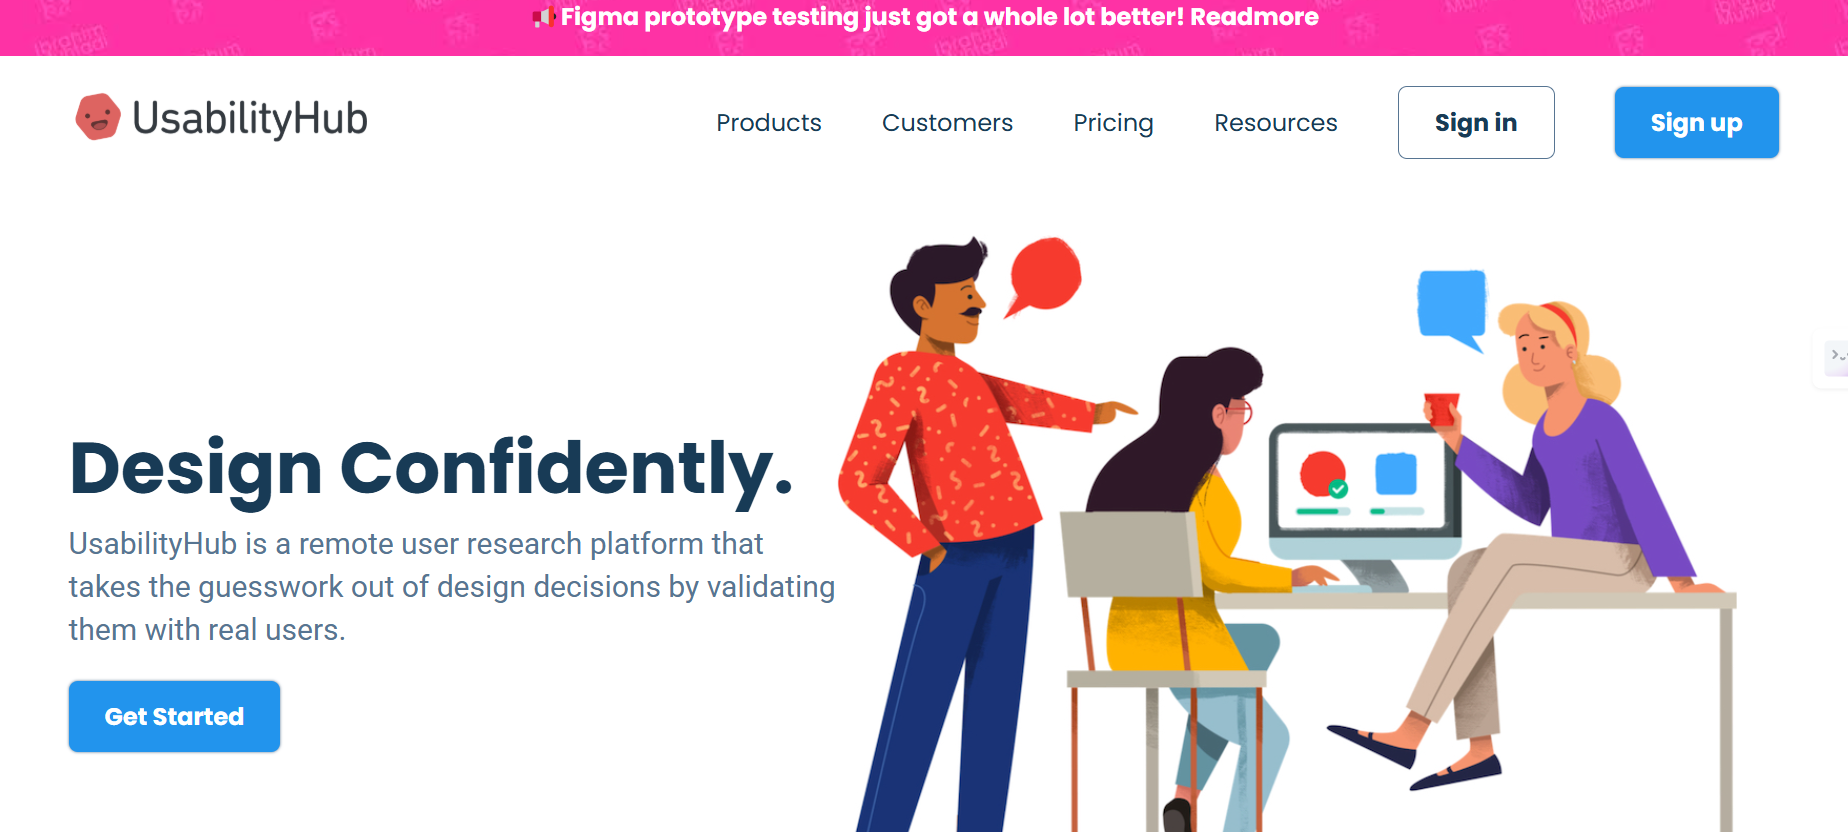 Figma prototype testing just got a whole lot better! Readmore
UsabilityHub
Products
Customers
Pricing
Resources
Sign in
Sign up
Design Confidently.
UsabilityHub is a remote user research platform that
takes the guesswork out of design decisions by validating
them with real users.
Get Started